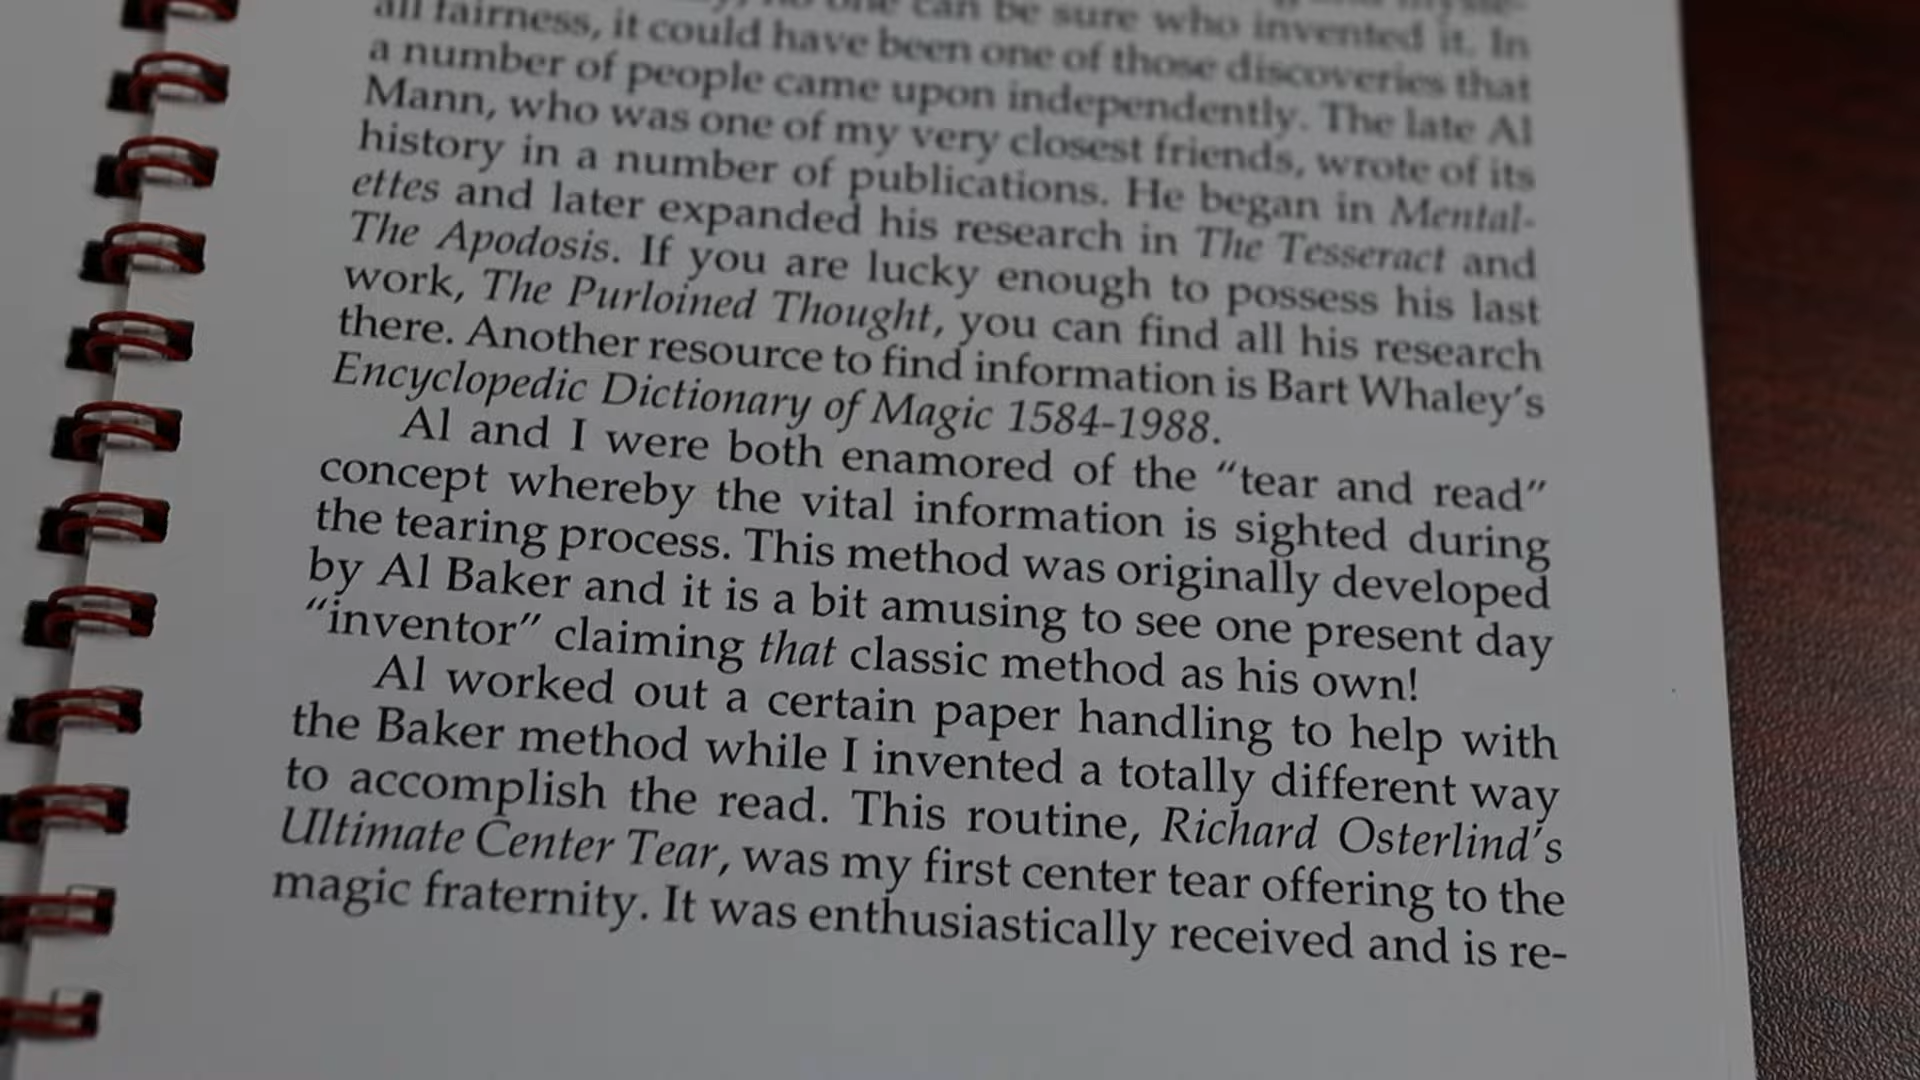 no one can be sure who invented it. In
all fairness, it could have been one of those discoveries that
a number of people came upon independently. The late Al
Mann, who was one of my very closest friends, wrote of its
history in a number of publications. He began in Mental-
ettes and later expanded his research in The Tesseract and
The Apodosis. If you are lucky enough to possess his last
work, The Purloined Thought, you can find all his research
there. Another resource to find information is Bart Whaley's
Encyclopedic Dictionary of Magic 1584-1988.
Al and I were both enamored of the “tear and read”
concept whereby the vital information is sighted during
the tearing process. This method was originally developed
by Al Baker and it is a bit amusing to see one present day
“inventor” claiming that classic method as his own!
Al worked out a certain paper handling to help with
the Baker method while I invented a totally different way
to accomplish the read. This routine, Richard Osterlind's
Ultimate Center Tear, was my first center tear offering to the
magic fraternity. It was enthusiastically received and is re-